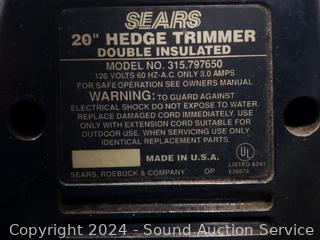 SEARS
20" HEDGE TRIMMER
DOUBLE INSULATED
MODEL NO. 315.797650
120 VOLTS 60 HZ-A.C. ONLY 3.0 AMPS
FOR SAFE OPERATION SEE OWNERS MANUAL
WARNING: TO GUARD AGAINST
ELECTRICAL SHOCK DO NOT EXPOSE TO WATER.
REPLACE DAMAGED CORD IMMEDIATELY. USE
ONLY WITH EXTENSION CORD SUITABLE FOR
OUTDOOR USE. WHEN SERVICING USE ONLY
IDENTICAL REPLACEMENT PARTS.
MADE IN U.S.A.
UL
LISTED A241
SEARS, ROEBUCK & COMPANY OP E26674
Copyright 2024 - Sound Auction Service